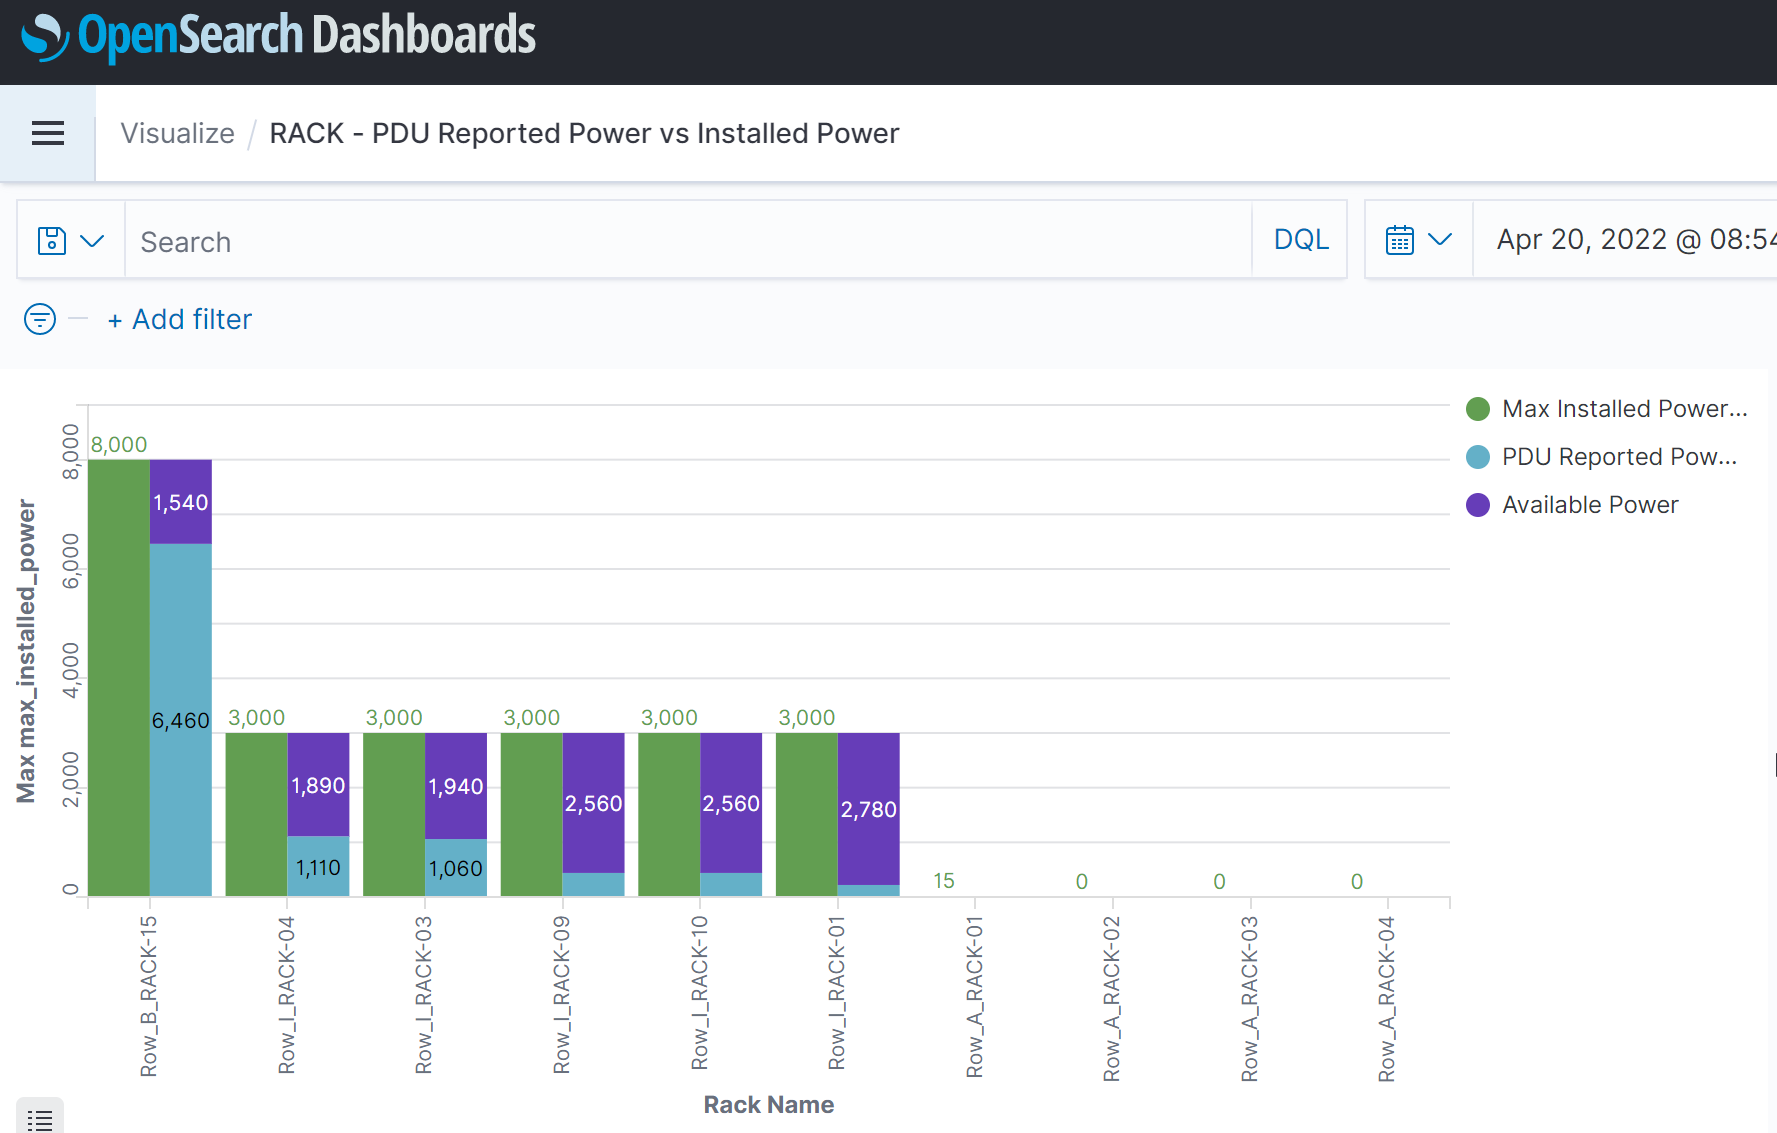 OpenSearch Dashboards
Visualize / RACK - PDU Reported Power vs Installed Power
Search
DQL
Apr 20, 2022 @ 08:54
+ Add filter
Max Installed Power...
PDU Reported Pow...
Available Power
Max max_installed_power
8,000
6,000
4,000
2,000
0
8,000
1,540
6,460
3,000
1,890
1,110
3,000
1,940
1,060
3,000
2,560
3,000
2,560
3,000
2,780
15
0
0
0
Row_B_RACK-15
Row_I_RACK-04
Row_I_RACK-03
Row_I_RACK-09
Row_I_RACK-10
Row_I_RACK-01
Row_A_RACK-01
Row_A_RACK-02
Row_A_RACK-03
Row_A_RACK-04
Rack Name